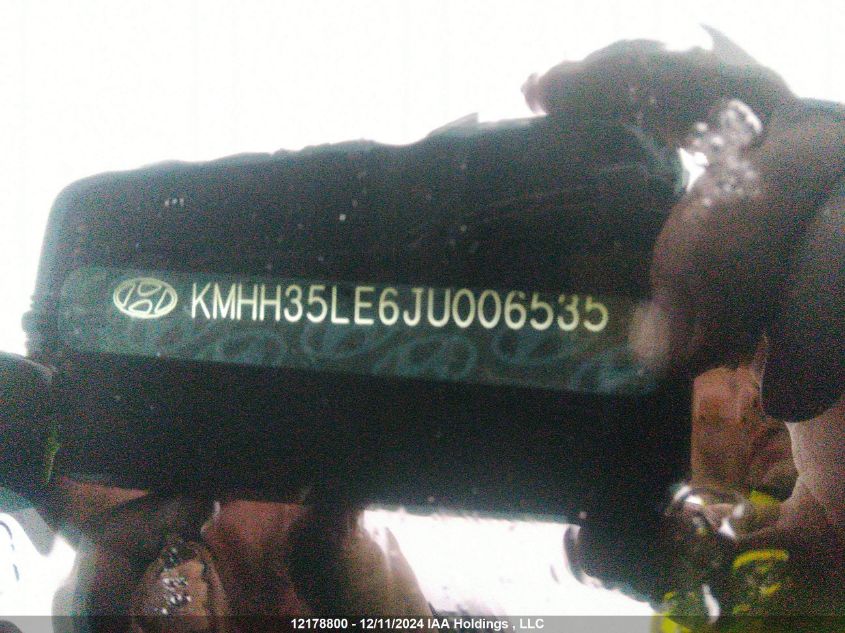 KMHH35LE6JU006535
12178800 - 12/11/2024 IAA Holdings , LLC